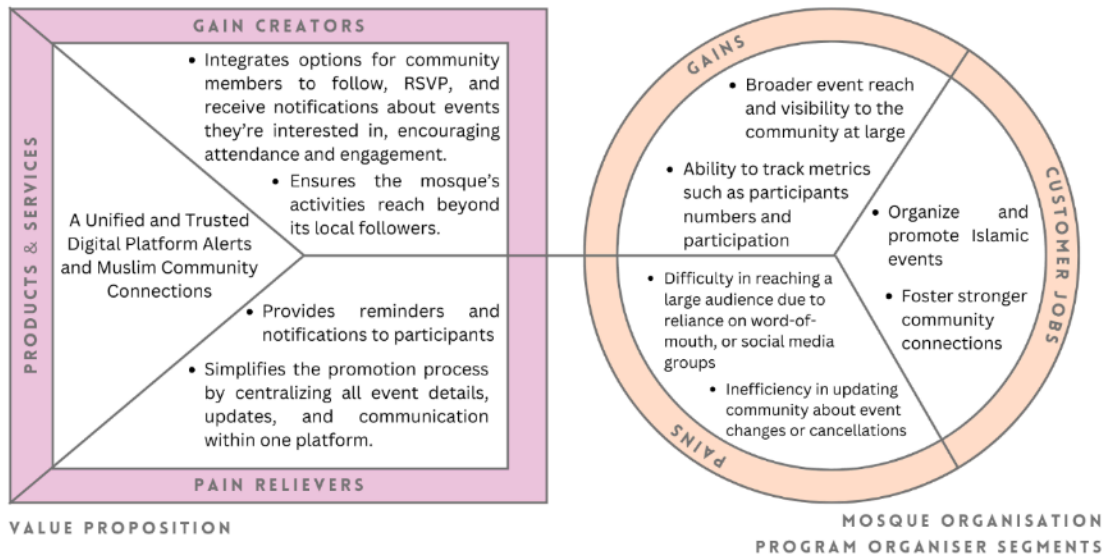 GAIN CREATORS
Integrates options for community
members to follow, RSVP, and
receive notifications about events
they're interested in, encouraging
attendance and engagement.
Ensures the mosque's
activities reach beyond
its local followers.
PRODUCTS & SERVICES
A Unified and Trusted
Digital Platform Alerts
and Muslim Community
Connections
Provides reminders and
notifications to participants
Simplifies the promotion process
by centralizing all event details,
updates, and communication
within one platform.
PAIN RELIEVERS
VALUE PROPOSITION
GAINS
Broader event reach
and visibility to the
community at large
Ability to track metrics
such as participants
numbers and
participation
CUSTOMER JOBS
Organize and
promote Islamic
events
Foster stronger
community
connections
Difficulty in reaching a
large audience due to
reliance on word-of-
mouth, or social media
groups
Inefficiency in updating
community about event
changes or cancellations
PAINS
MOSQUE ORGANISATION
PROGRAM ORGANISER SEGMENTS